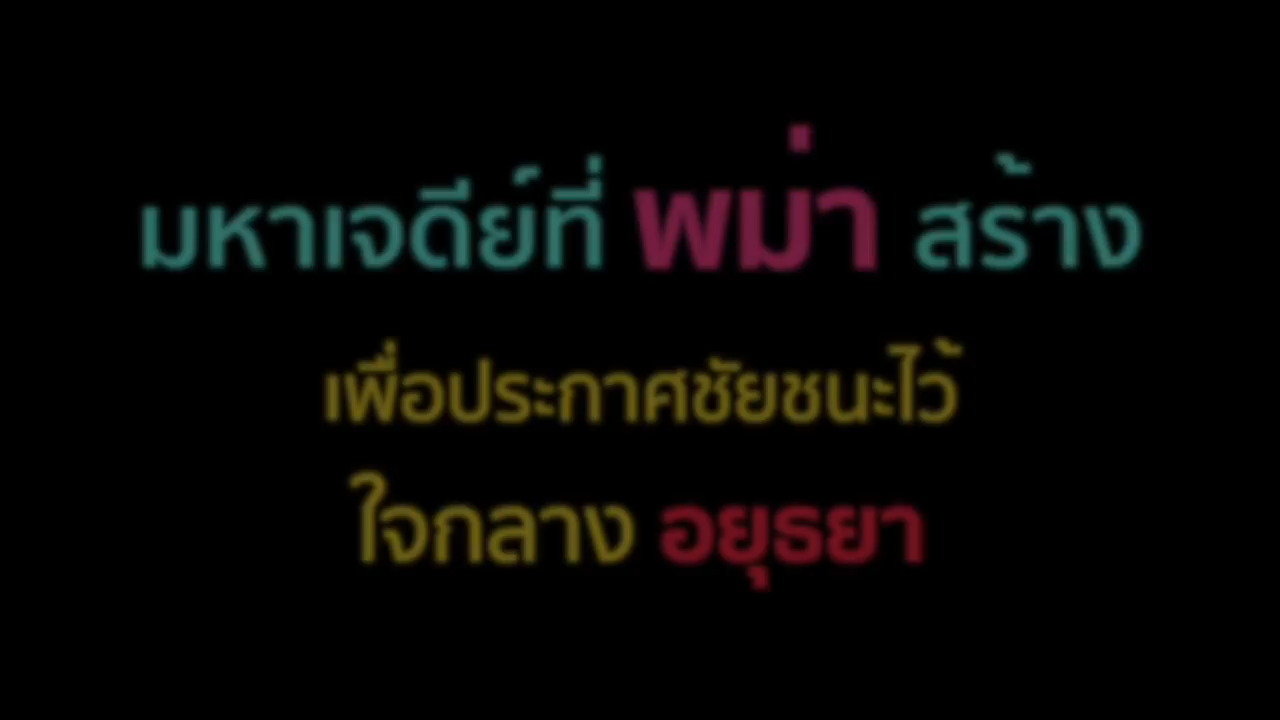 มหาเจดีย์ที่ พม่า สร้าง
เพื่อประกาศชัยชนะไว้
ใจกลาง อยุธยา